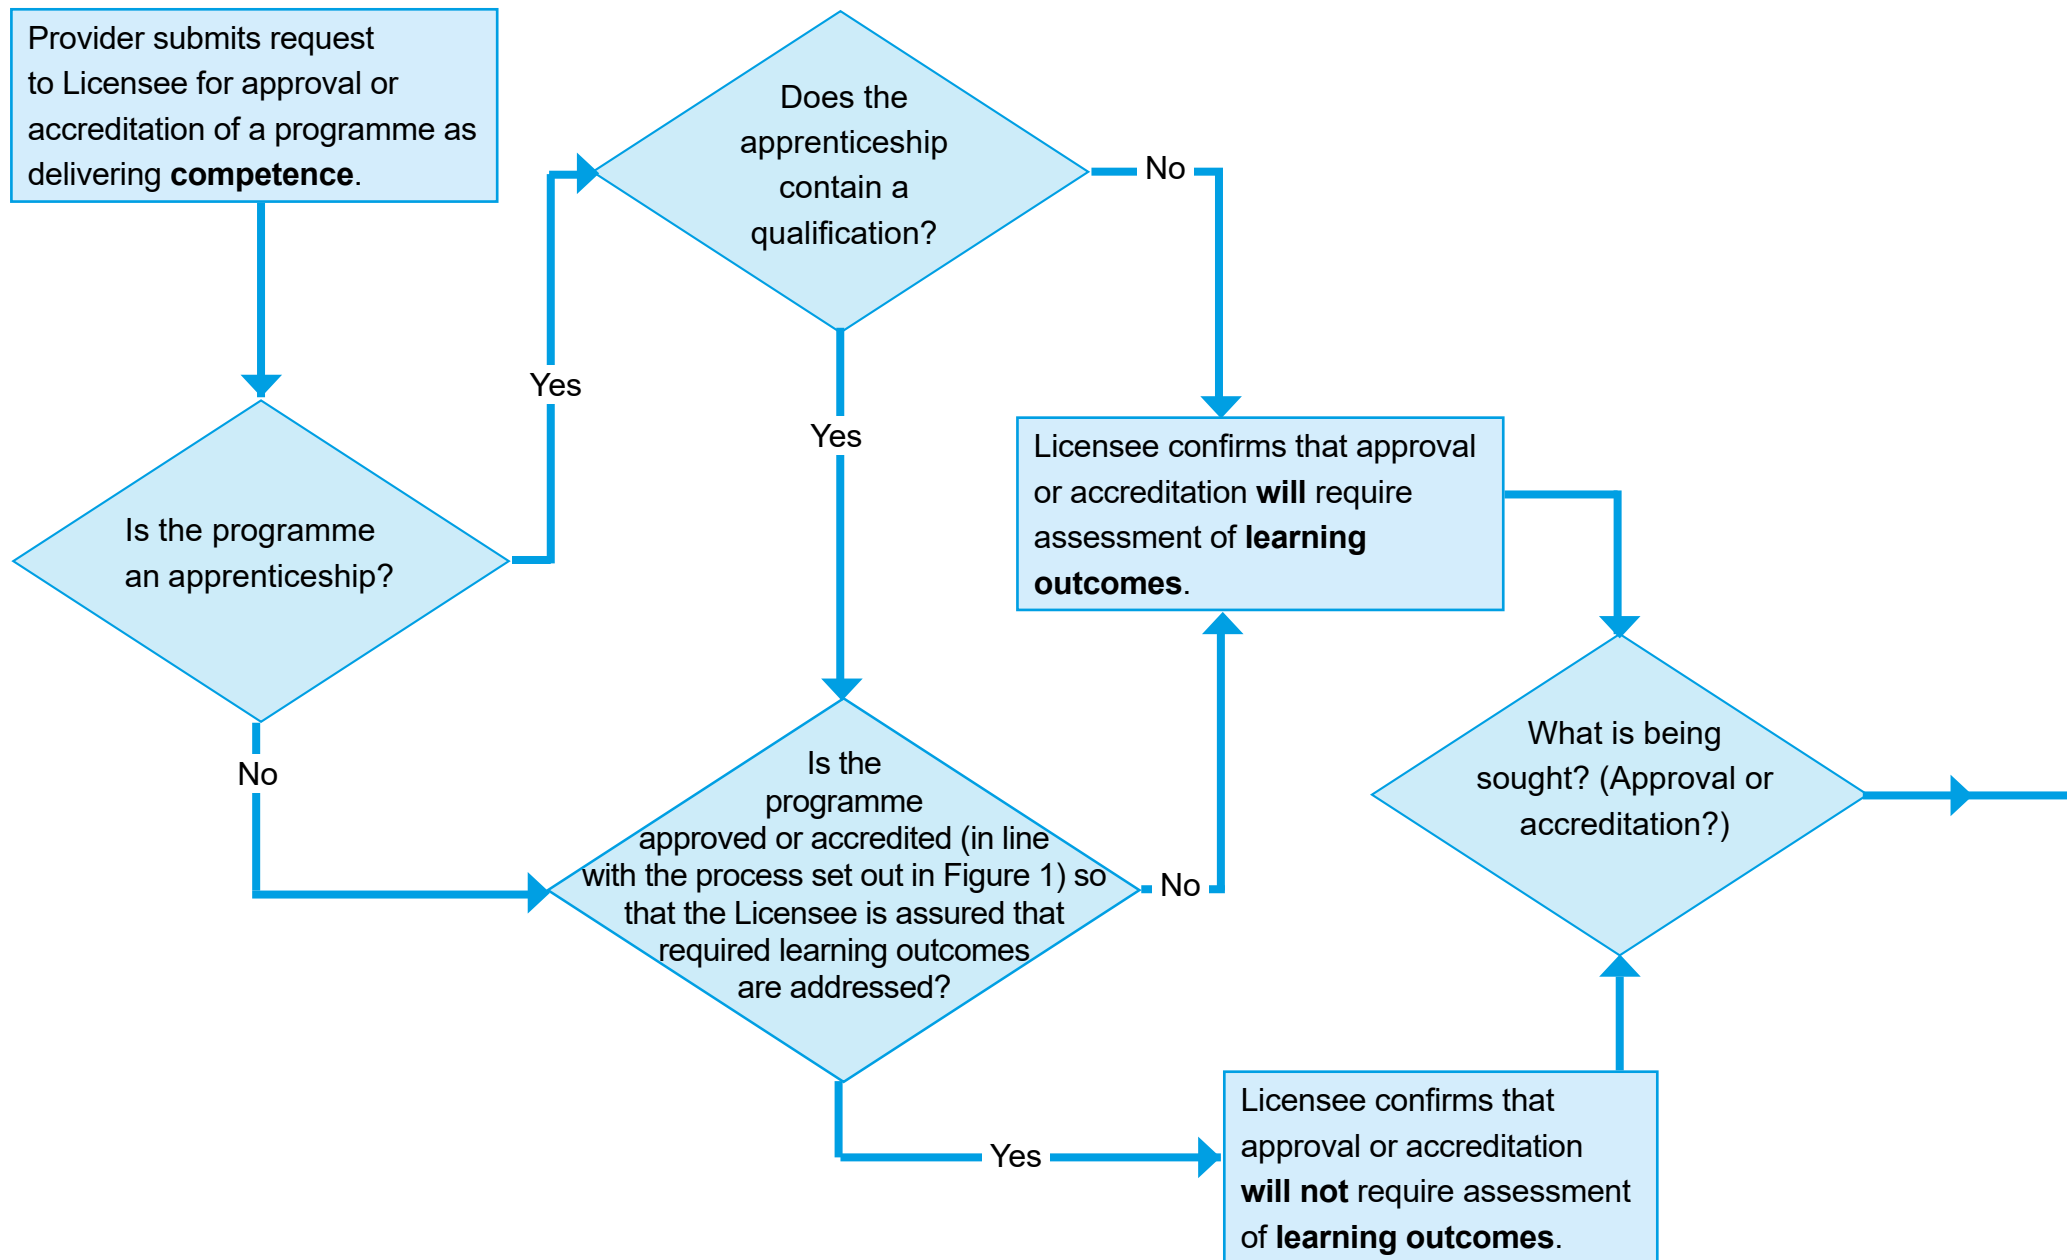 Provider submits request
to Licensee for approval or
accreditation of a programme as
delivering competence.
Does the
apprenticeship
contain a
qualification?
No
Yes
Yes
Licensee confirms that approval
or accreditation will require
assessment of learning
outcomes.
Is the programme
an apprenticeship?
No
Is the
programme
approved or accredited (in line
with the process set out in Figure 1) so
that the Licensee is assured that
required learning outcomes
are addressed?
No
What is being
sought? (Approval or
accreditation?)
Yes
Licensee confirms that
approval or accreditation
will not require assessment
of learning outcomes.